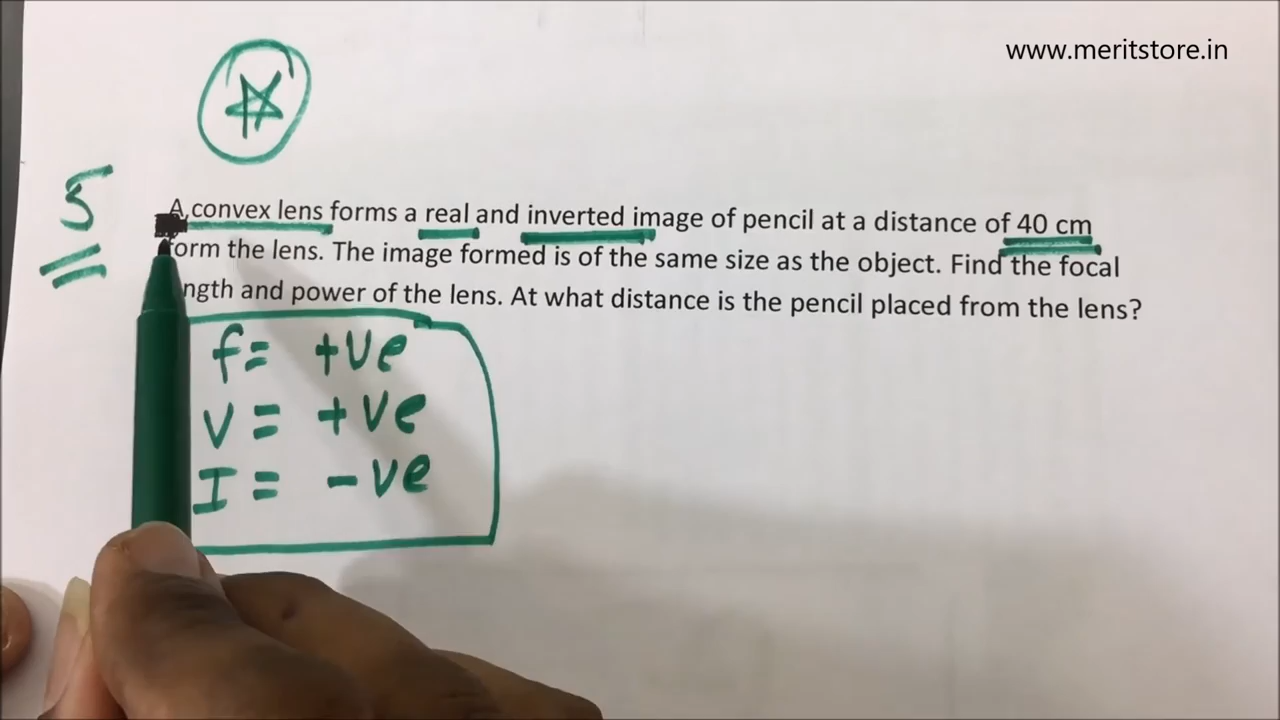 www.meritstore.in
5
A convex lens forms a real and inverted image of pencil at a distance of 40 cm
form the lens. The image formed is of the same size as the object. Find the focal
ngth and power of the lens. At what distance is the pencil placed from the lens?
f= +ve
v= +ve
I= -ve